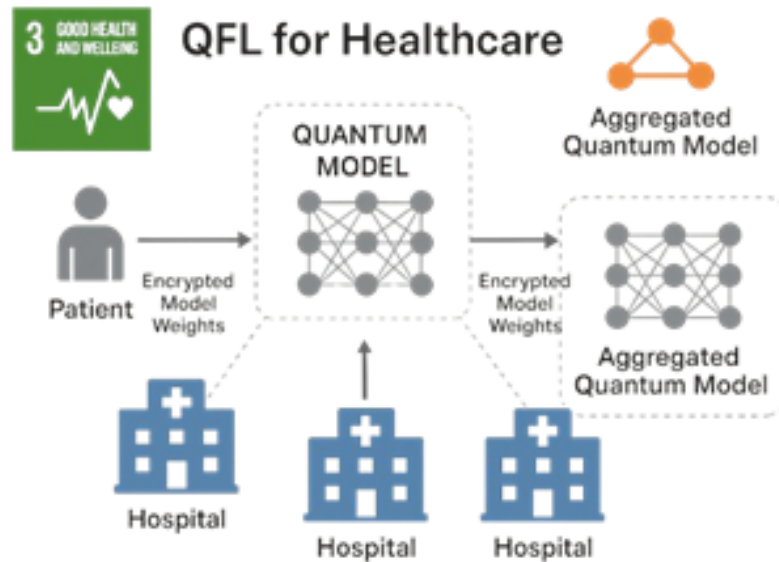 3 GOOD HEALTH
AND WELLEING
QFL for Healthcare
Aggregated
Quantum Model
QUANTUM
MODEL
Patient
Encrypted
Model
Weights
Encrypted
Model
Weights
Aggregated
Quantum Model
Hospital
Hospital
Hospital